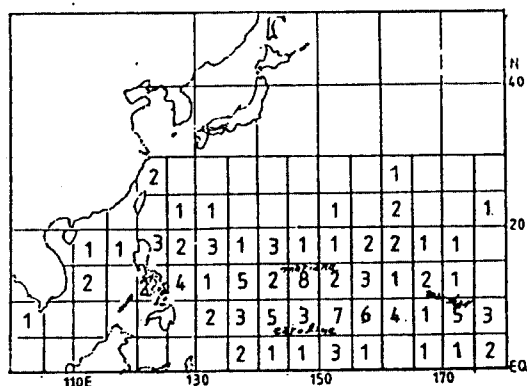 N
40
2 1
1 1 1 2 1
20
1 1 3 2 3 1 3 1 1 2 2 1 1
mariana
2 2 4 1 5 2 8 2 3 1 2 1
1 2 3 5 3 7 6 4 1 5 3
caroline
2 1 1 3 1 1 1 2
EQ
110E 130 150 170